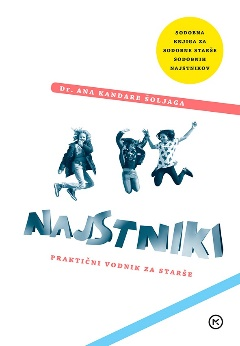 SODOBNA
KNJIGA ZA
SODOBNE STARŠE
SODOBNIH
NAJSTNIKOV
Dr. ANA KANDARE ŠOLJAGA
NAJSTNIKI
PRAKTIČNI VODNIK ZA STARŠE